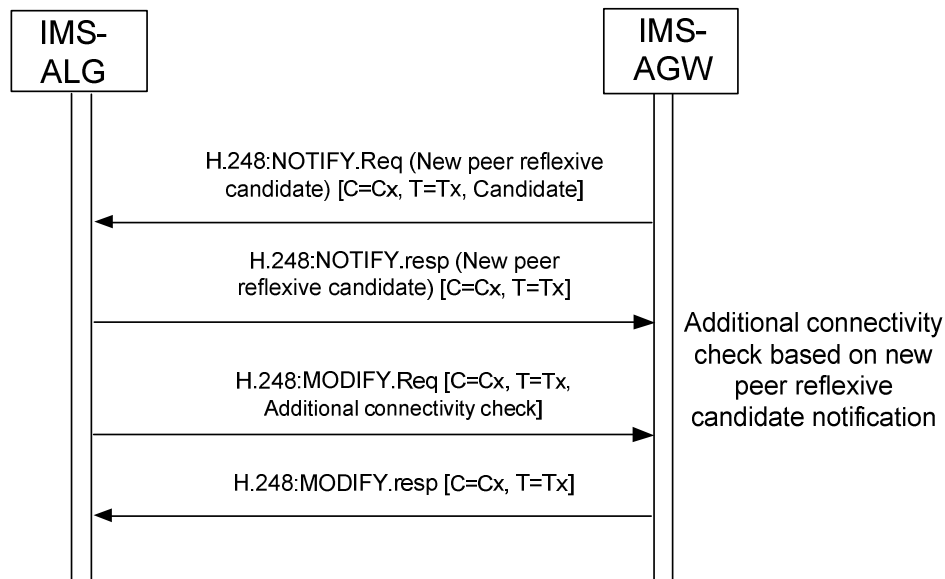 IMS-
ALG
IMS-
AGW
H.248:NOTIFY.Req (New peer reflexive
candidate) [C=Cx, T=Tx, Candidate]
H.248:NOTIFY.resp (New peer
reflexive candidate) [C=Cx, T=Tx]
Additional connectivity
check based on new
peer reflexive
candidate notification
H.248:MODIFY.Req [C=Cx, T=Tx,
Additional connectivity check]
H.248:MODIFY.resp [C=Cx, T=Tx]